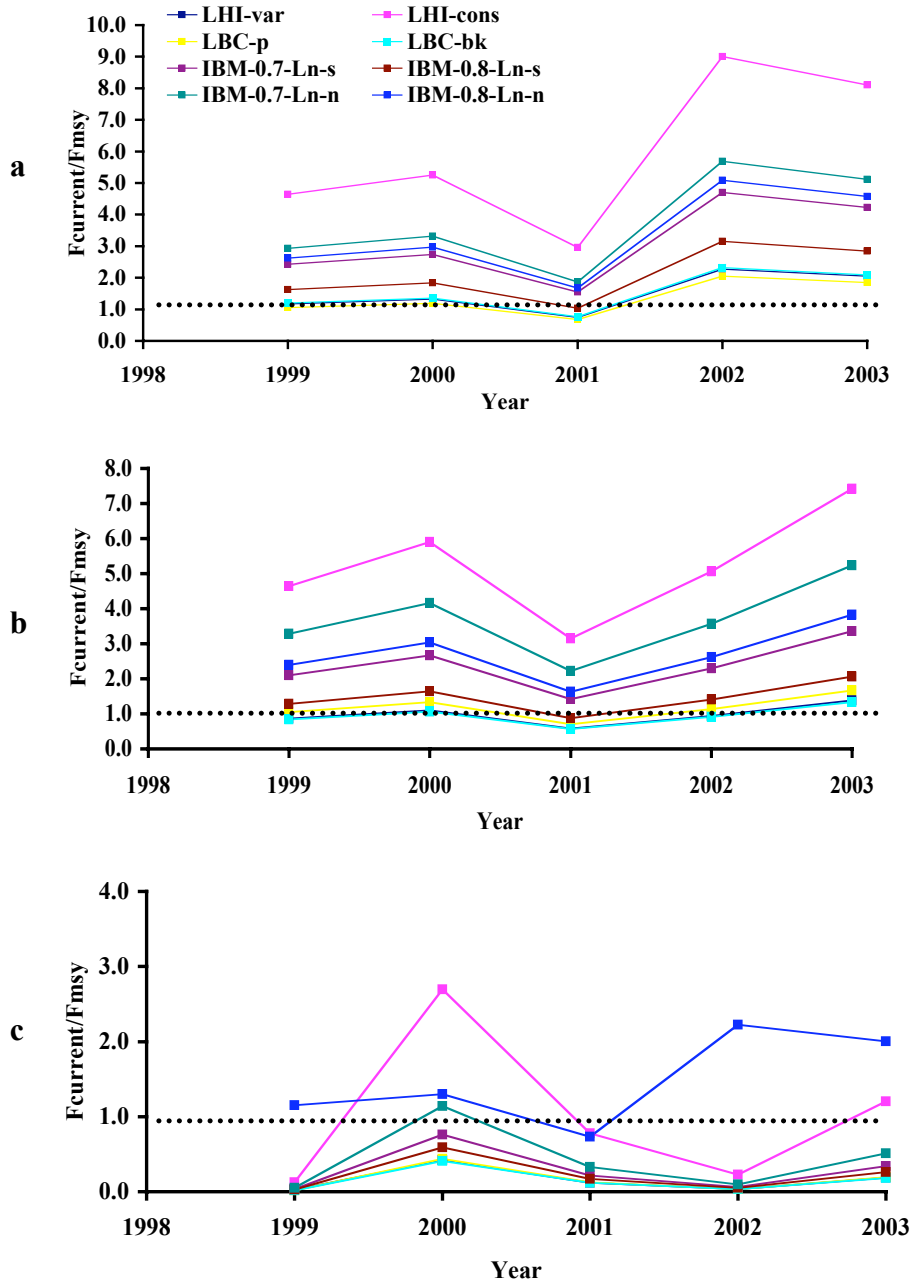 LHI-var LHI-cons
LBC-p LBC-bk
IBM-0.7-Ln-s IBM-0.8-Ln-s
IBM-0.7-Ln-n IBM-0.8-Ln-n
a
Fcurrent/Fmsy
10.0
9.0
8.0
7.0
6.0
5.0
4.0
3.0
2.0
1.0
0.0
1998 1999 2000 2001 2002 2003
Year
b
Fcurrent/Fmsy
8.0
7.0
6.0
5.0
4.0
3.0
2.0
1.0
0.0
1998 1999 2000 2001 2002 2003
Year
c
Fcurrent/Fmsy
4.0
3.0
2.0
1.0
0.0
1998 1999 2000 2001 2002 2003
Year